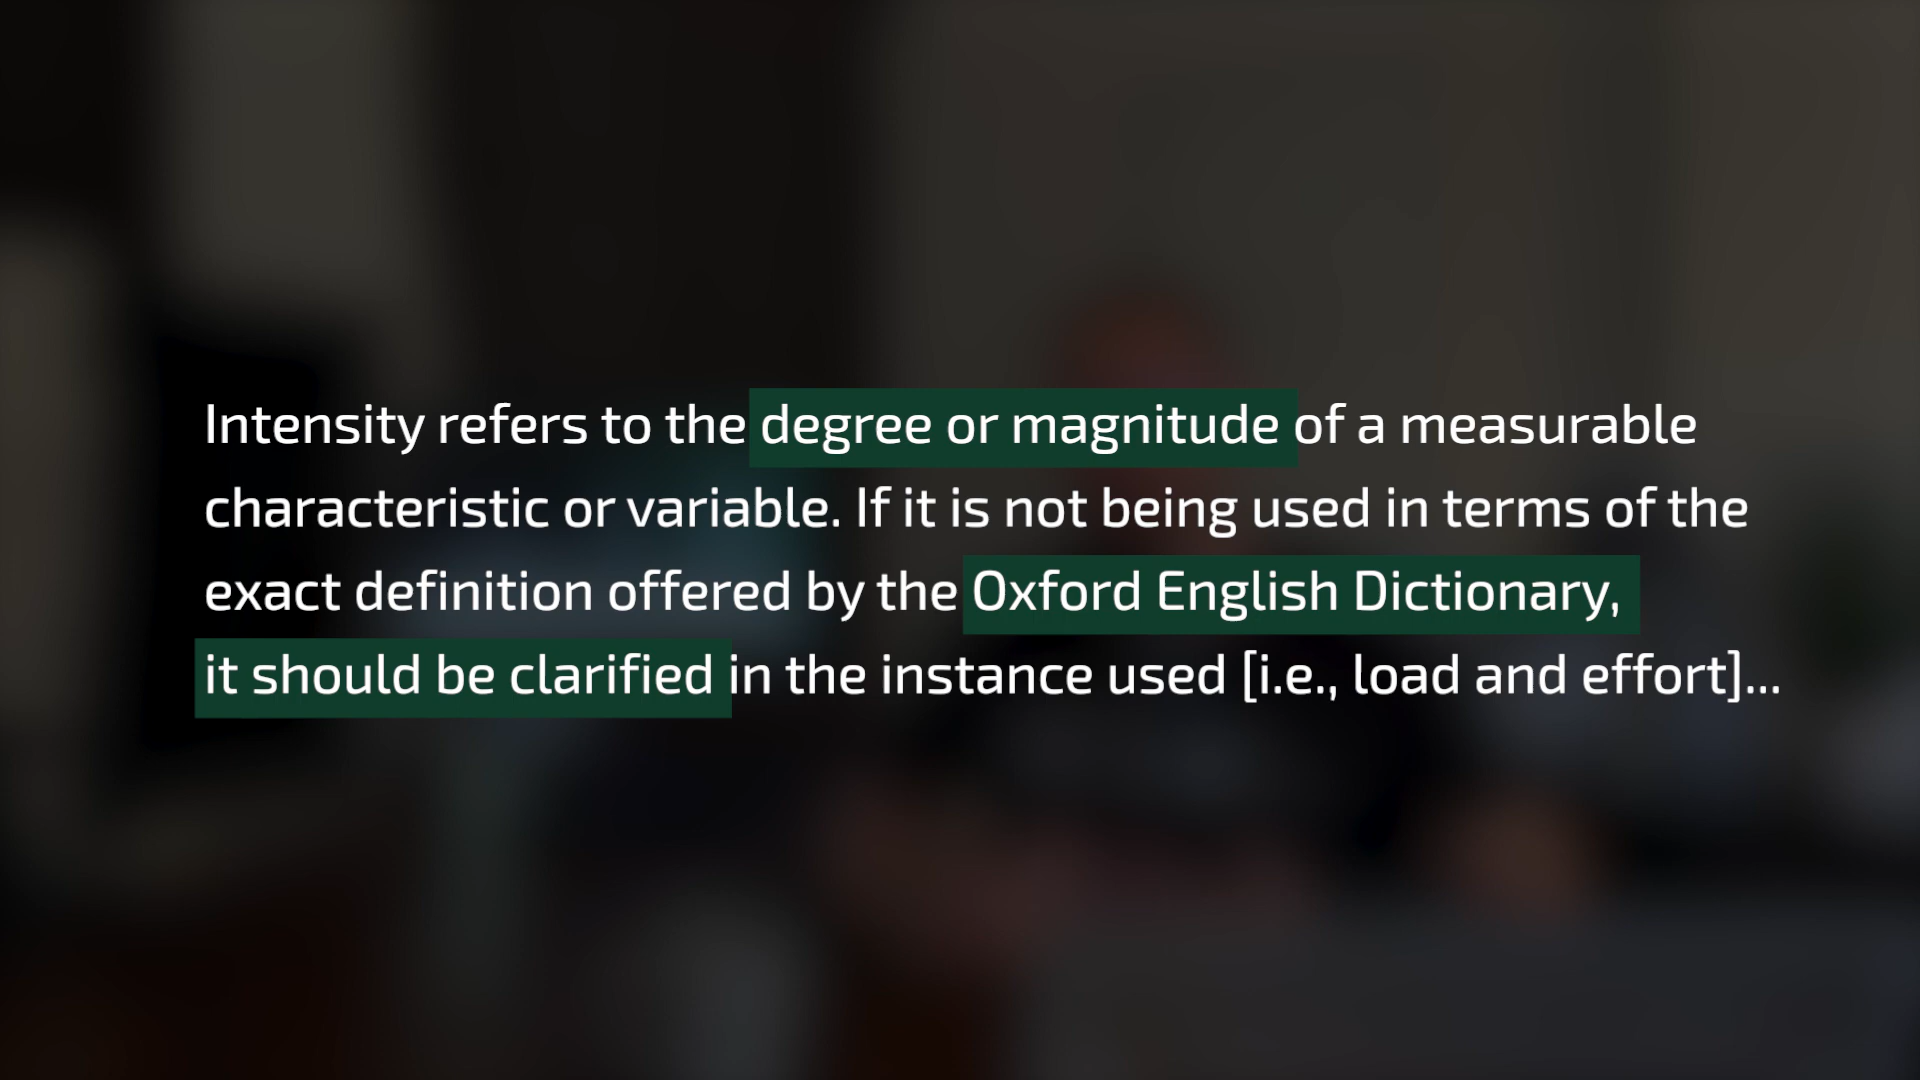 Intensity refers to the degree or magnitude of a measurable
characteristic or variable. If it is not being used in terms of the
exact definition offered by the Oxford English Dictionary,
it should be clarified in the instance used [i.e., load and effort]...